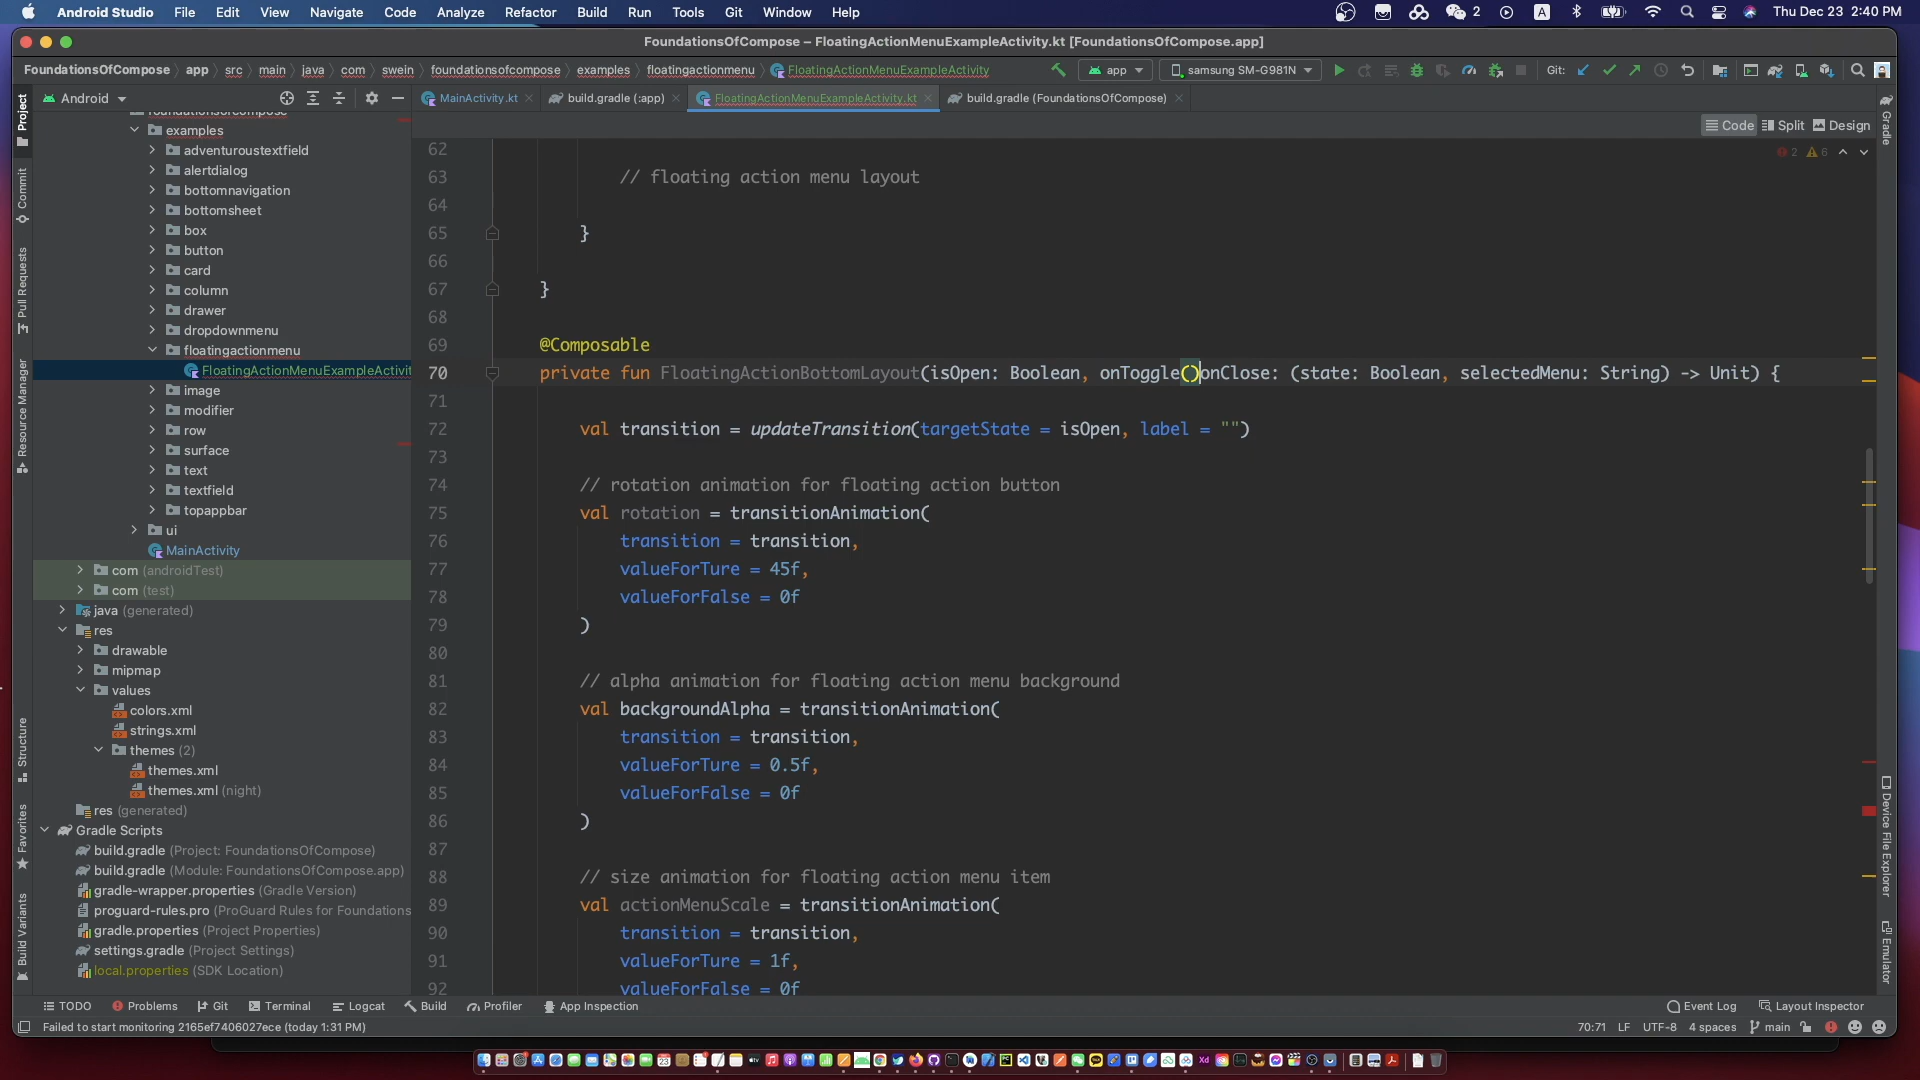 Android Studio File Edit View Navigate Code Analyze Refactor Build Run Tools Git Window Help 2 A Thu Dec 23 2:40 PM
FoundationsOfCompose – FloatingActionMenuExampleActivity.kt [FoundationsOfCompose.app]
FoundationsOfCompose app src main java com swein foundationsofcompose examples floatingactionmenu FloatingActionMenuExampleActivity app samsung SM-G981N Git:
Android MainActivity.kt build.gradle (:app) FloatingActionMenuExampleActivity.kt build.gradle (FoundationsOfCompose)
Code Split Design
2 6
Project
Commit
Pull Requests
Resource Manager
Structure
Favorites
Build Variants
foundationsofcompose
examples
adventuroustextfield
alertdialog
bottomnavigation
bottomsheet
box
button
card
column
drawer
dropdownmenu
floatingactionmenu
FloatingActionMenuExampleActivit
image
modifier
row
surface
text
textfield
topappbar
ui
MainActivity
com (androidTest)
com (test)
java (generated)
res
drawable
mipmap
values
colors.xml
strings.xml
themes (2)
themes.xml
themes.xml (night)
res (generated)
Gradle Scripts
build.gradle (Project: FoundationsOfCompose)
build.gradle (Module: FoundationsOfCompose.app)
gradle-wrapper.properties (Gradle Version)
proguard-rules.pro (ProGuard Rules for Foundations
gradle.properties (Project Properties)
settings.gradle (Project Settings)
local.properties (SDK Location)
62
63 // floating action menu layout
64
65 }
66
67 }
68
69 @Composable
70 private fun FloatingActionBottomLayout(isOpen: Boolean, onToggle()onClose: (state: Boolean, selectedMenu: String) -> Unit) {
71
72 val transition = updateTransition(targetState = isOpen, label = "")
73
74 // rotation animation for floating action button
75 val rotation = transitionAnimation(
76 transition = transition,
77 valueForTure = 45f,
78 valueForFalse = 0f
79 )
80
81 // alpha animation for floating action menu background
82 val backgroundAlpha = transitionAnimation(
83 transition = transition,
84 valueForTure = 0.5f,
85 valueForFalse = 0f
86 )
87
88 // size animation for floating action menu item
89 val actionMenuScale = transitionAnimation(
90 transition = transition,
91 valueForTure = 1f,
92 valueForFalse = 0f
Gradle
Device File Explorer
Emulator
TODO Problems Git Terminal Logcat Build Profiler App Inspection Event Log Layout Inspector
Failed to start monitoring 2165ef7406027ece (today 1:31 PM) 70:71 LF UTF-8 4 spaces main